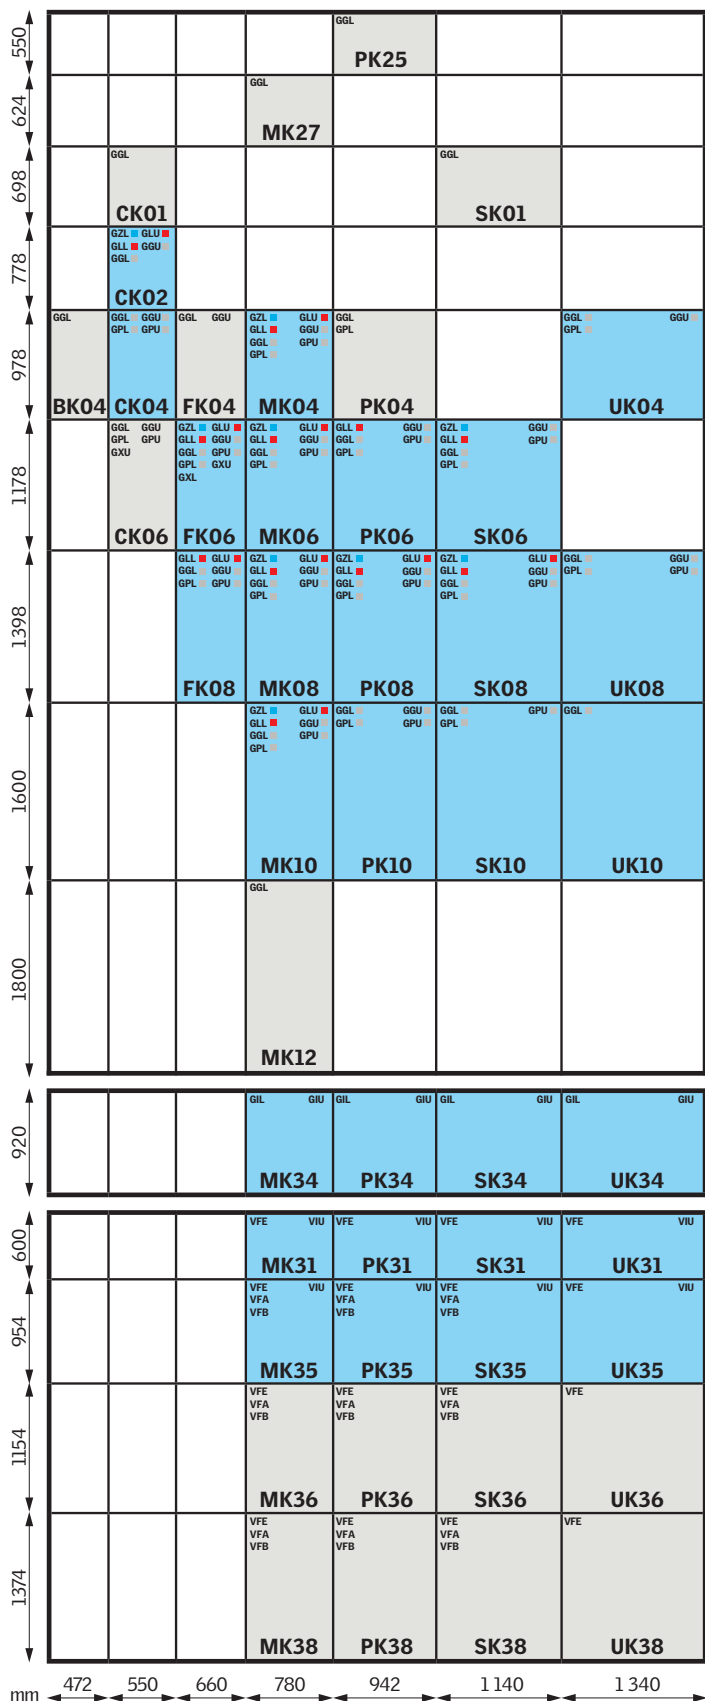 550
GGL
PK25
624
GGL
MK27
698
GGL
GGL
CK01
SK01
778
GZL GLU
GLL GGU
GGL
CK02
978
GGL
BK04
GGL GGU
GPL GPU
CK04
GGL GGU
FK04
GZL GLU
GLL GGU
GGL GPU
GPL
MK04
GGL
GPL
PK04
GGL GGU
GPL
UK04
1178
GGL GGU
GPL GPU
GXU
CK06
GZL GLU
GLL GGU
GGL GPU
GPL GXU
GXL
FK06
GZL GLU
GLL GGU
GGL GPU
GPL
MK06
GLL GGU
GGL GPU
GPL
PK06
GZL GGU
GLL GPU
GGL
GPL
SK06
1398
GLL GLU
GGL GGU
GPL GPU
FK08
GZL GLU
GLL GGU
GGL GPU
GPL
MK08
GZL GLU
GLL GGU
GGL GPU
GPL
PK08
GZL GLU
GLL GGU
GGL GPU
GPL
SK08
GGL GGU
GPL GPU
UK08
1600
GZL GLU
GLL GGU
GGL GPU
GPL
MK10
GGL GGU
GPL GPU
PK10
GGL GPU
GPL
SK10
GGL
UK10
1800
GGL
MK12
920
GIL GIU
MK34
GIL GIU
PK34
GIL GIU
SK34
GIL GIU
UK34
600
VFE VIU
MK31
VFE VIU
PK31
VFE VIU
SK31
VFE VIU
UK31
954
VFE VIU
VFA
VFB
MK35
VFE VIU
VFA
VFB
PK35
VFE VIU
VFA
VFB
SK35
VFE VIU
UK35
1154
VFE
VFA
VFB
MK36
VFE
VFA
VFB
PK36
VFE
VFA
VFB
SK36
VFE
UK36
1374
VFE
VFA
VFB
MK38
VFE
VFA
VFB
PK38
VFE
VFA
VFB
SK38
VFE
UK38
mm 472 550 660 780 942 1140 1340